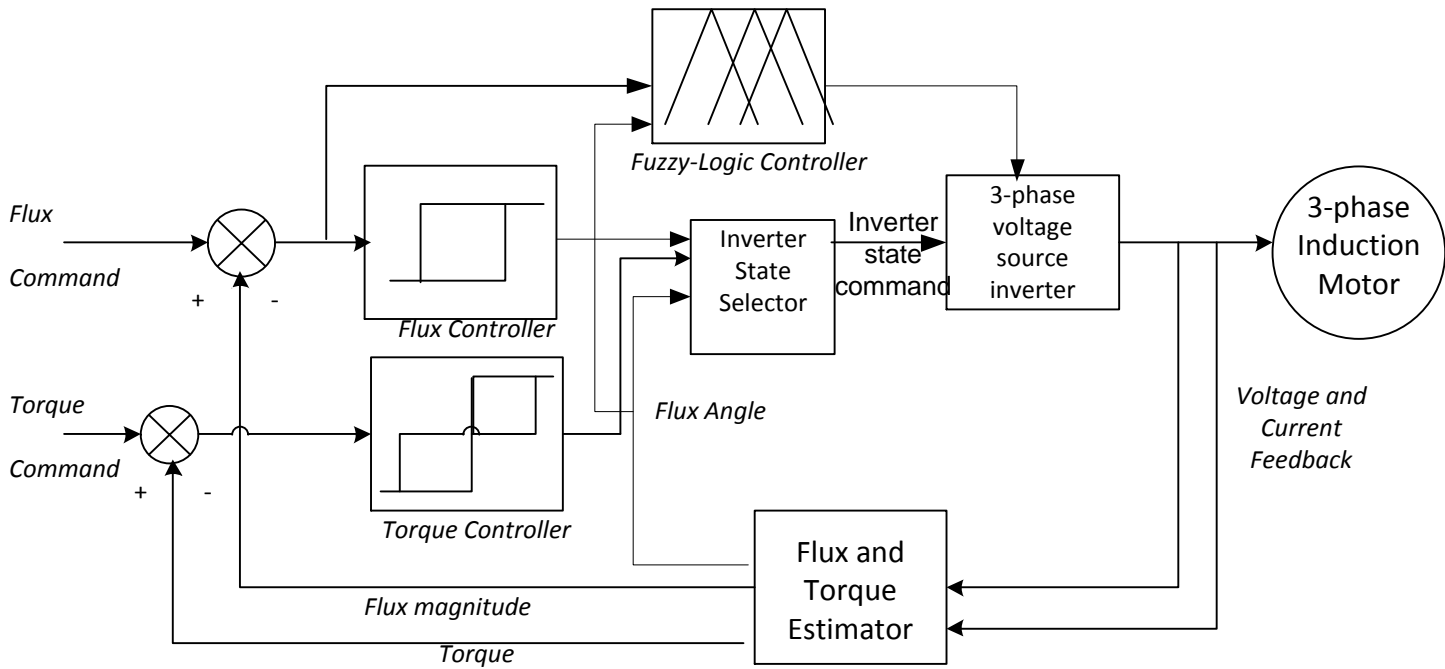 Fuzzy-Logic Controller
Flux
Command
+ -
Flux Controller
Inverter
State
Selector
Inverter
state
command
3-phase
voltage
source
inverter
3-phase
Induction
Motor
Torque
Command
+ -
Torque Controller
Flux Angle
Voltage and
Current
Feedback
Flux and
Torque
Estimator
Flux magnitude
Torque